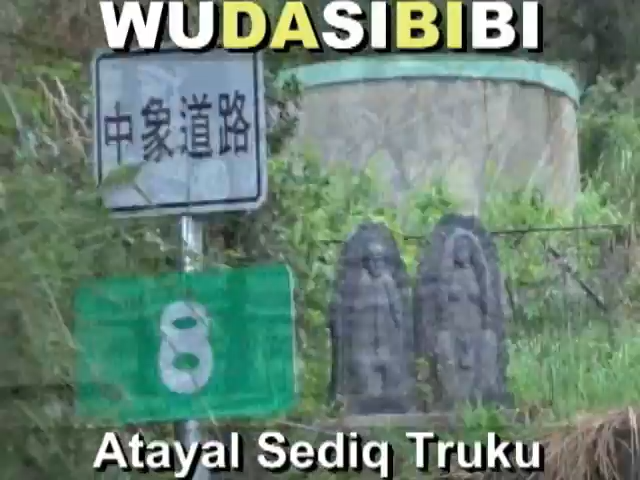 WUDASIBIBI
中象道路
8
Atayal Sediq Truku